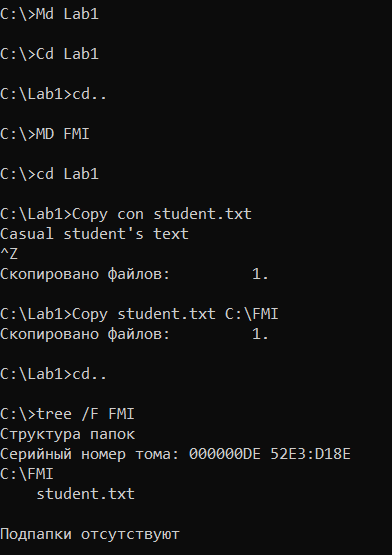 C:\>Md Lab1
C:\>Cd Lab1
C:\Lab1>cd..
C:\>MD FMI
C:\>cd Lab1
C:\Lab1>Copy con student.txt
Casual student's text
^Z
Скопировано файлов:         1.
C:\Lab1>Copy student.txt C:\FMI
Скопировано файлов:         1.
C:\Lab1>cd..
C:\>tree /F FMI
Структура папок
Серийный номер тома: 000000DE 52E3:D18E
C:\FMI
    student.txt
Подпапки отсутствуют